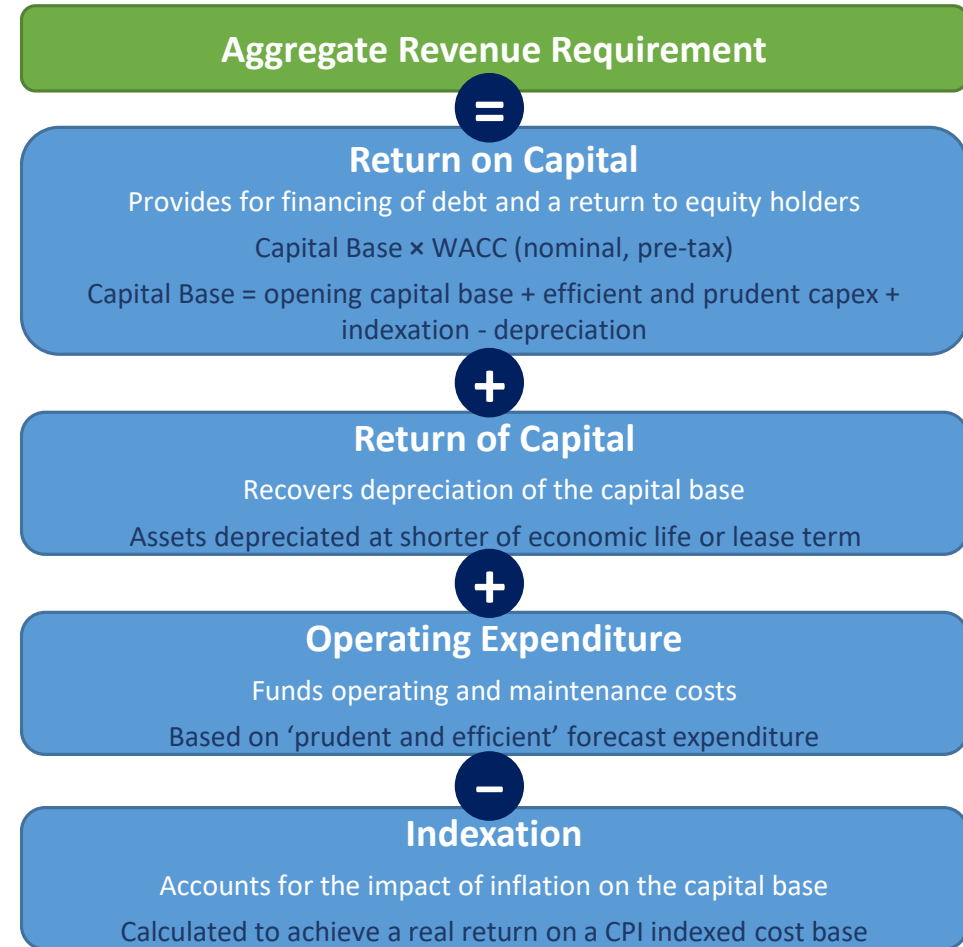 Aggregate Revenue Requirement
=
Return on Capital
Provides for financing of debt and a return to equity holders
Capital Base × WACC (nominal, pre-tax)
Capital Base = opening capital base + efficient and prudent capex +
indexation - depreciation
+
Return of Capital
Recovers depreciation of the capital base
Assets depreciated at shorter of economic life or lease term
+
Operating Expenditure
Funds operating and maintenance costs
Based on ‘prudent and efficient’ forecast expenditure
–
Indexation
Accounts for the impact of inflation on the capital base
Calculated to achieve a real return on a CPI indexed cost base